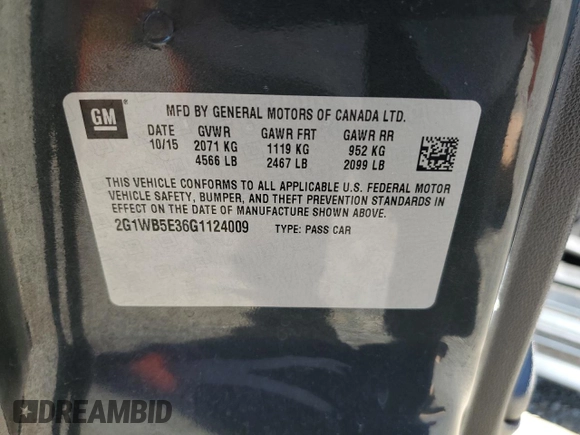 GM
MFD BY GENERAL MOTORS OF CANADA LTD.
DATE GVWR GAWR FRT GAWR RR
10/15 2071 KG 1119 KG 952 KG
4566 LB 2467 LB 2099 LB
THIS VEHICLE CONFORMS TO ALL APPLICABLE U.S. FEDERAL MOTOR
VEHICLE SAFETY, BUMPER, AND THEFT PREVENTION STANDARDS IN
EFFECT ON THE DATE OF MANUFACTURE SHOWN ABOVE.
2G1WB5E36G1124009 TYPE: PASS CAR
DREAMBID